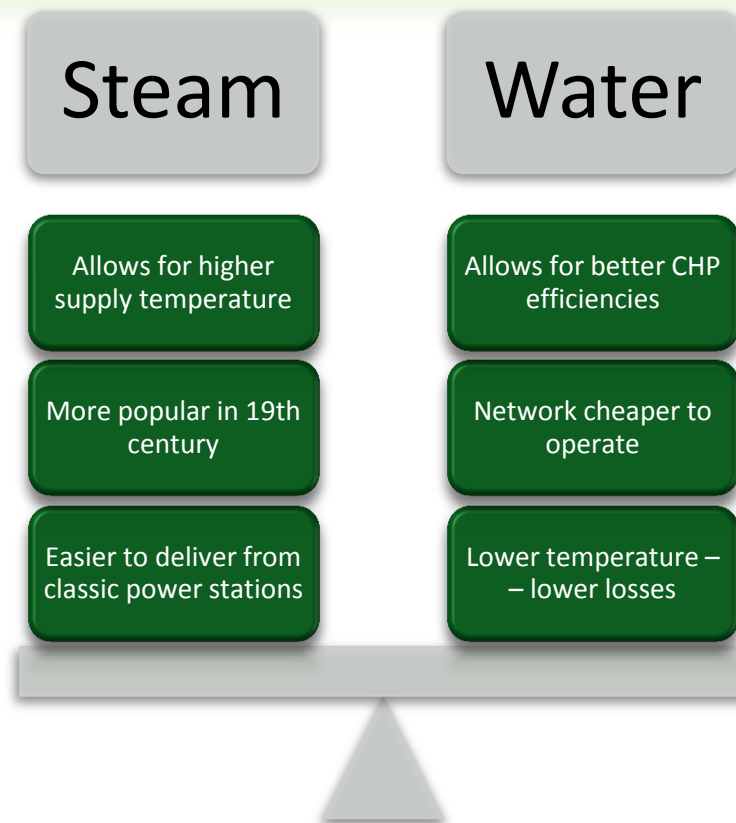 Steam
Allows for higher
supply temperature
More popular in 19th
century
Easier to deliver from
classic power stations
Water
Allows for better CHP
efficiencies
Network cheaper to
operate
Lower temperature –
– lower losses